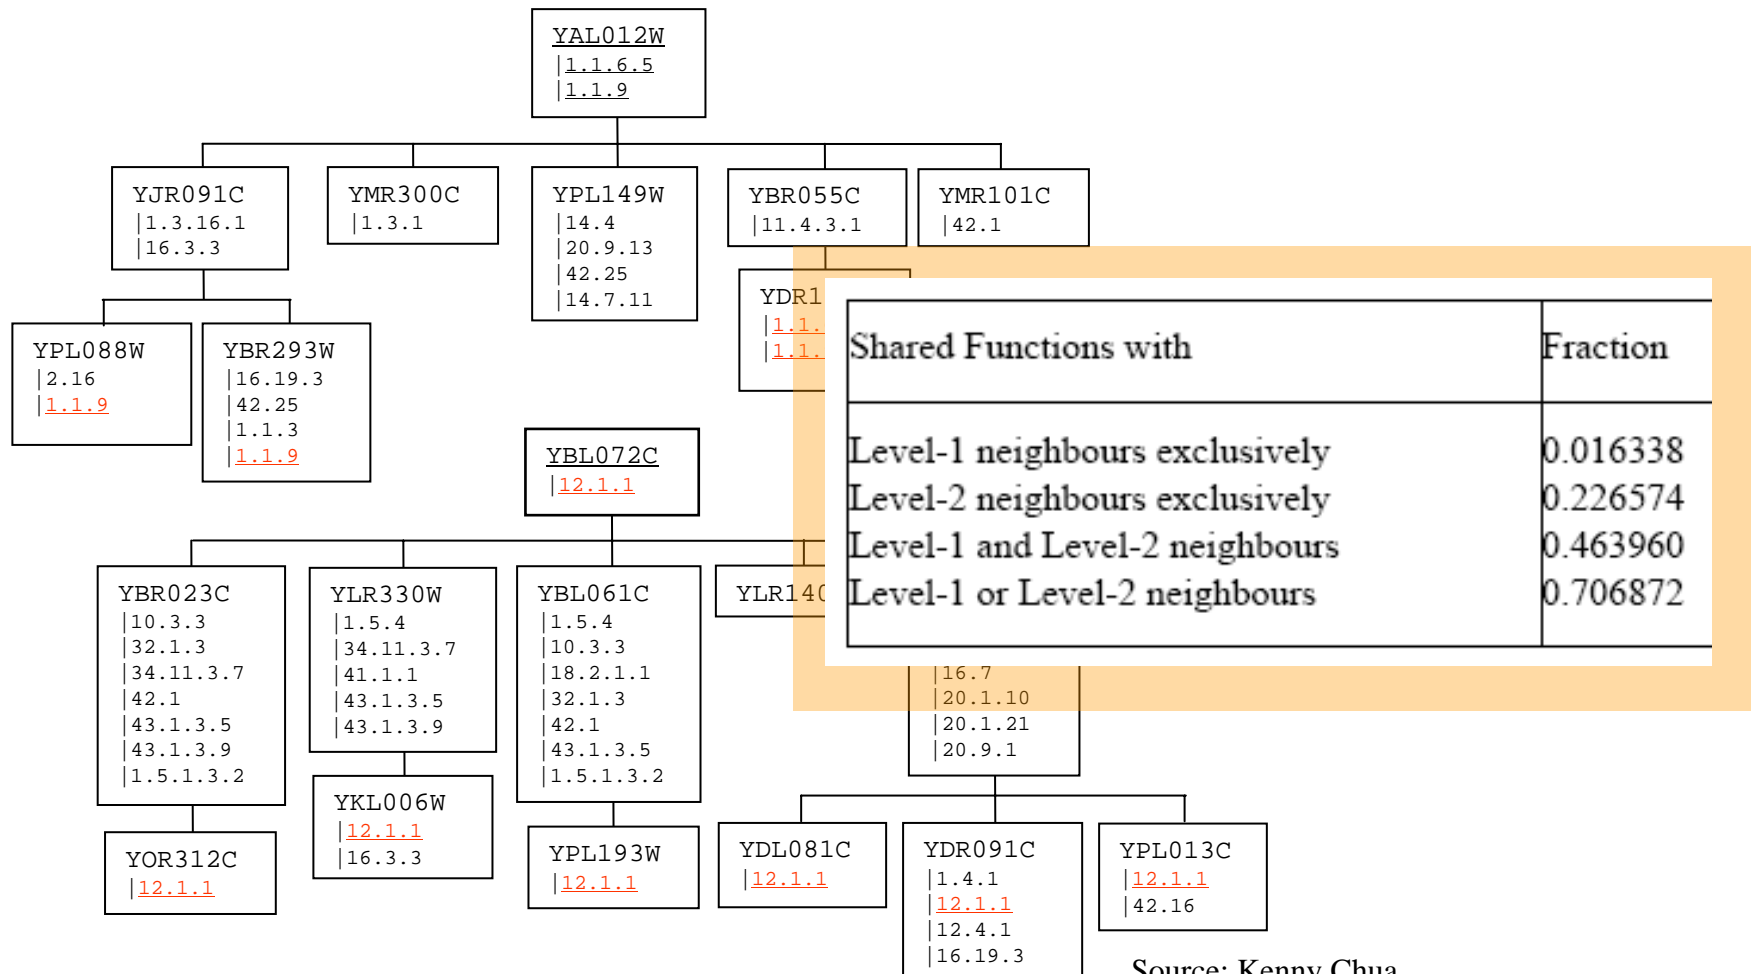 YAL012W
|1.1.6.5
|1.1.9
YJR091C
|1.3.16.1
|16.3.3
YMR300C
|1.3.1
YPL149W
|14.4
|20.9.13
|42.25
|14.7.11
YBR055C
|11.4.3.1
YMR101C
|42.1
YPL088W
|2.16
|1.1.9
YBR293W
|16.19.3
|42.25
|1.1.3
|1.1.9
YDR1
|1.1.
|1.1.
Shared Functions with Fraction
Level-1 neighbours exclusively 0.016338
Level-2 neighbours exclusively 0.226574
Level-1 and Level-2 neighbours 0.463960
Level-1 or Level-2 neighbours 0.706872
YBL072C
|12.1.1
YBR023C
|10.3.3
|32.1.3
|34.11.3.7
|42.1
|43.1.3.5
|43.1.3.9
|1.5.1.3.2
YLR330W
|1.5.4
|34.11.3.7
|41.1.1
|43.1.3.5
|43.1.3.9
YBL061C
|1.5.4
|10.3.3
|18.2.1.1
|32.1.3
|42.1
|43.1.3.5
|1.5.1.3.2
YLR140
|16.7
|20.1.10
|20.1.21
|20.9.1
YOR312C
|12.1.1
YKL006W
|12.1.1
|16.3.3
YPL193W
|12.1.1
YDL081C
|12.1.1
YDR091C
|1.4.1
|12.1.1
|12.4.1
|16.19.3
YPL013C
|12.1.1
|42.16
Source: Kenny Chua